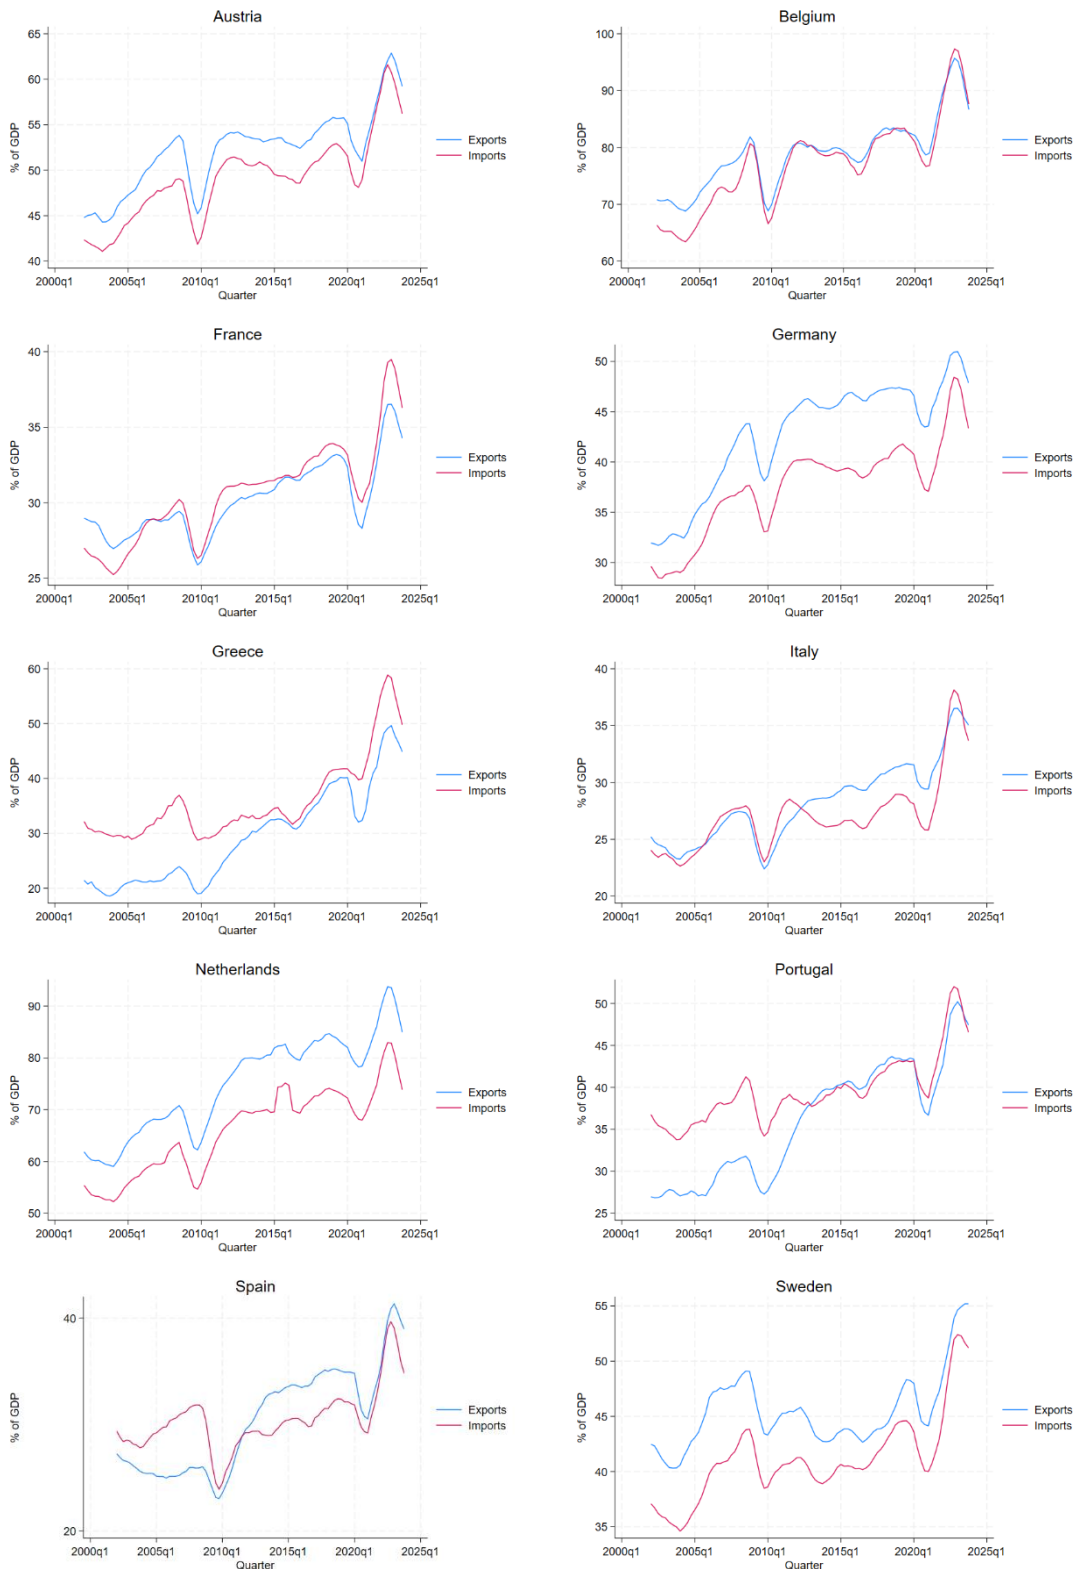 Austria
65
60
55
50
45
40
% of GDP
2000q1 2005q1 2010q1 2015q1 2020q1 2025q1
Quarter
Exports
Imports
Belgium
100
90
80
70
60
% of GDP
2000q1 2005q1 2010q1 2015q1 2020q1 2025q1
Quarter
Exports
Imports
France
40
35
30
25
% of GDP
2000q1 2005q1 2010q1 2015q1 2020q1 2025q1
Quarter
Exports
Imports
Germany
50
45
40
35
30
% of GDP
2000q1 2005q1 2010q1 2015q1 2020q1 2025q1
Quarter
Exports
Imports
Greece
60
50
40
30
20
% of GDP
2000q1 2005q1 2010q1 2015q1 2020q1 2025q1
Quarter
Exports
Imports
Italy
40
35
30
25
20
% of GDP
2000q1 2005q1 2010q1 2015q1 2020q1 2025q1
Quarter
Exports
Imports
Netherlands
90
80
70
60
50
% of GDP
2000q1 2005q1 2010q1 2015q1 2020q1 2025q1
Quarter
Exports
Imports
Portugal
50
45
40
35
30
25
% of GDP
2000q1 2005q1 2010q1 2015q1 2020q1 2025q1
Quarter
Exports
Imports
Spain
40
20
% of GDP
2000q1 2005q1 2010q1 2015q1 2020q1 2025q1
Quarter
Exports
Imports
Sweden
55
50
45
40
35
% of GDP
2000q1 2005q1 2010q1 2015q1 2020q1 2025q1
Quarter
Exports
Imports